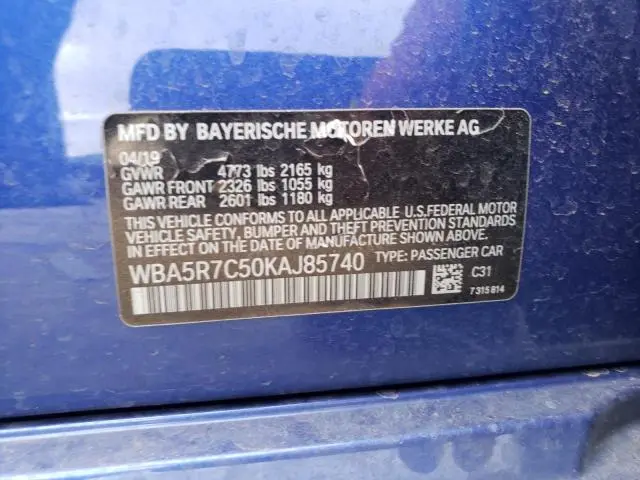 MFD BY BAYERISCHE MOTOREN WERKE AG
04/19
GVWR 4773 lbs 2165 kg
GAWR FRONT 2326 lbs 1055 kg
GAWR REAR 2601 lbs 1180 kg
THIS VEHICLE CONFORMS TO ALL APPLICABLE U.S.FEDERAL MOTOR
VEHICLE SAFETY, BUMPER AND THEFT PREVENTION STANDARDS
IN EFFECT ON THE DATE OF MANUFACTURE SHOWN ABOVE.
WBA5R7C50KAJ85740 TYPE: PASSENGER CAR
C31
7315814